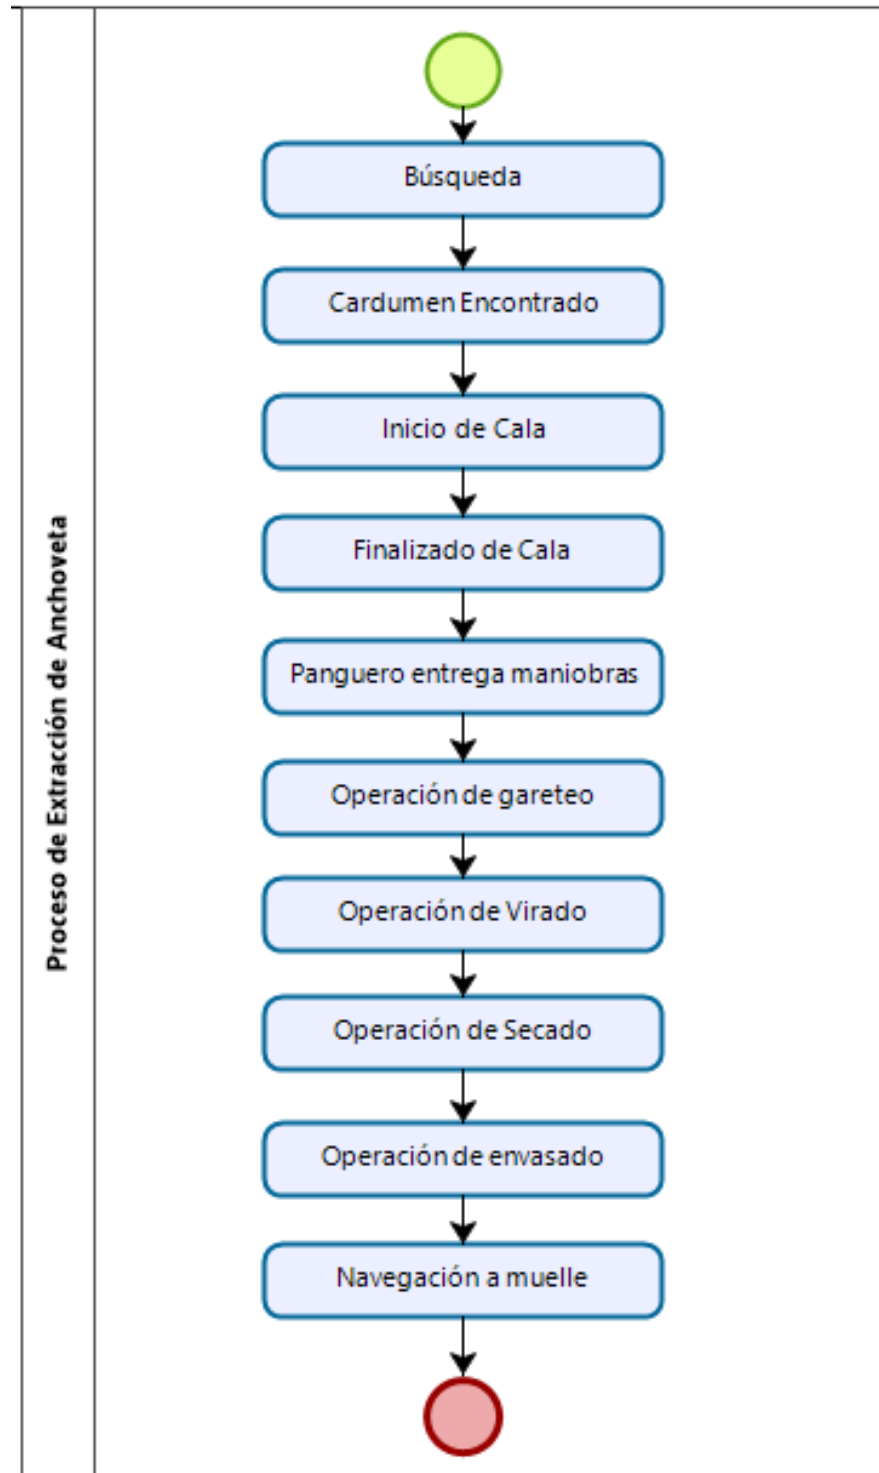 Proceso de Extracción de Anchoveta
Búsqueda
Cardumen Encontrado
Inicio de Cala
Finalizado de Cala
Panguero entrega maniobras
Operación de gareteo
Operación de Virado
Operación de Secado
Operación de envasado
Navegación a muelle